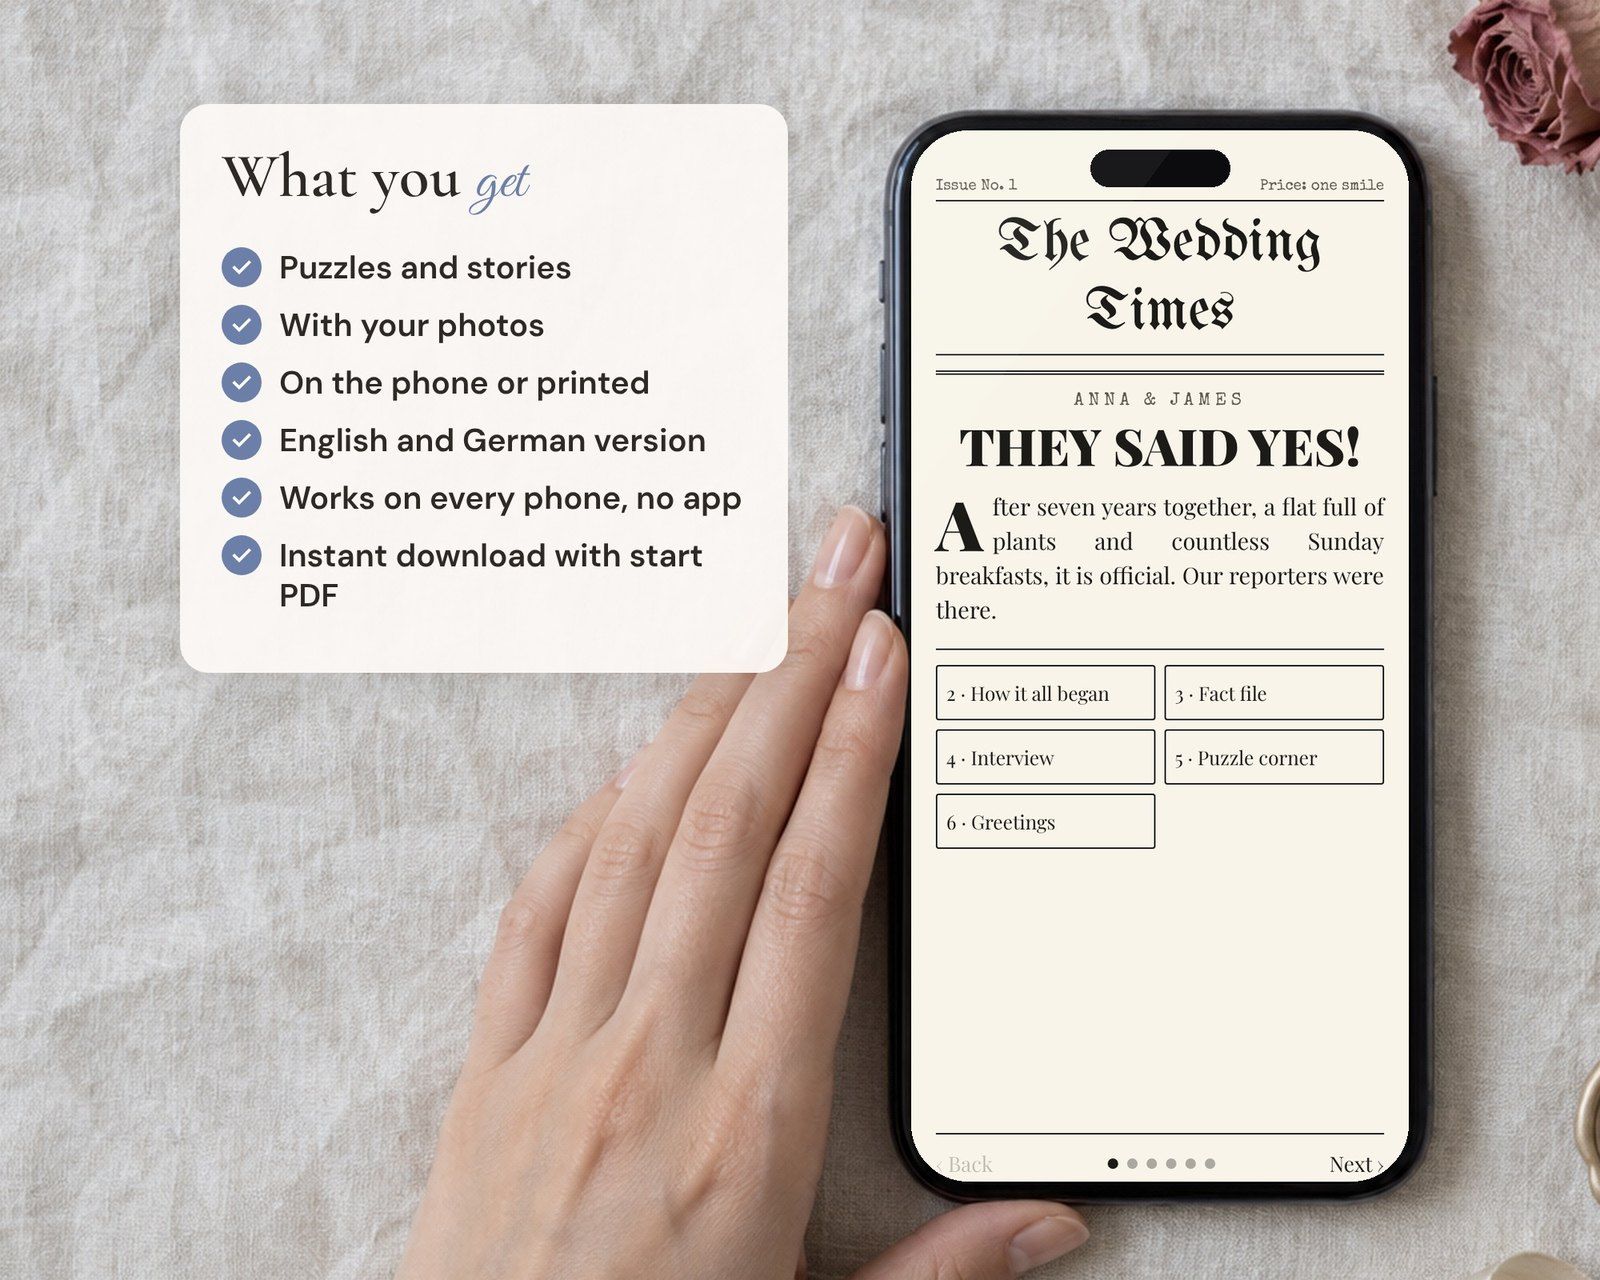 What you get
Puzzles and stories
With your photos
On the phone or printed
English and German version
Works on every phone, no app
Instant download with start
PDF
Issue No. 1
Price: one smile
The Wedding
Times
ANNA & JAMES
THEY SAID YES!
After seven years together, a flat full of
plants and countless Sunday
breakfasts, it is official. Our reporters were
there.
2 · How it all began
3 · Fact file
4 · Interview
5 · Puzzle corner
6 · Greetings
‹ Back
Next ›